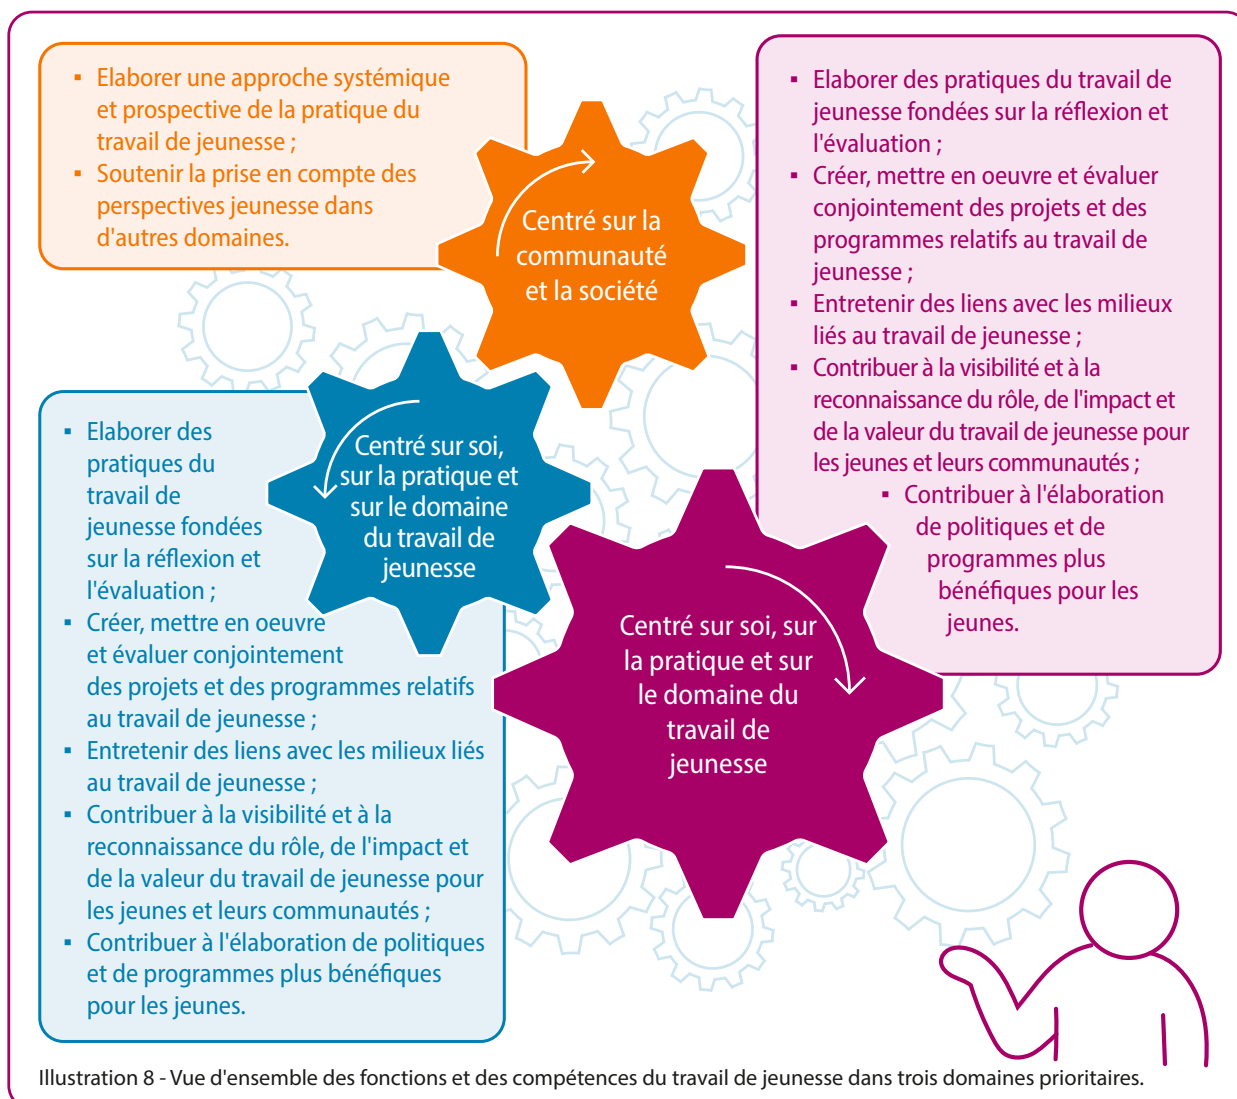 ▪ Elaborer une approche systémique
et prospective de la pratique du
travail de jeunesse ;
▪ Soutenir la prise en compte des
perspectives jeunesse dans
d'autres domaines.
Centré sur la
communauté
et la société
▪ Elaborer des pratiques du travail de
jeunesse fondées sur la réflexion et
l'évaluation ;
▪ Créer, mettre en oeuvre et évaluer
conjointement des projets et des
programmes relatifs au travail de
jeunesse ;
▪ Entretenir des liens avec les milieux
liés au travail de jeunesse ;
▪ Contribuer à la visibilité et à la
reconnaissance du rôle, de l'impact et
de la valeur du travail de jeunesse pour
les jeunes et leurs communautés ;
▪ Contribuer à l'élaboration
de politiques et de
programmes plus
bénéfiques pour les
jeunes.
Centré sur soi,
sur la pratique et
sur le domaine
du travail de
jeunesse
▪ Elaborer des
pratiques du
travail de
jeunesse fondées
sur la réflexion et
l'évaluation ;
▪ Créer, mettre en oeuvre
et évaluer conjointement
des projets et des programmes relatifs
au travail de jeunesse ;
▪ Entretenir des liens avec les milieux liés
au travail de jeunesse ;
▪ Contribuer à la visibilité et à la
reconnaissance du rôle, de l'impact et
de la valeur du travail de jeunesse pour
les jeunes et leurs communautés ;
▪ Contribuer à l'élaboration de politiques
et de programmes plus bénéfiques
pour les jeunes.
Centré sur soi, sur
la pratique et sur
le domaine du
travail de
jeunesse
Illustration 8 - Vue d'ensemble des fonctions et des compétences du travail de jeunesse dans trois domaines prioritaires.